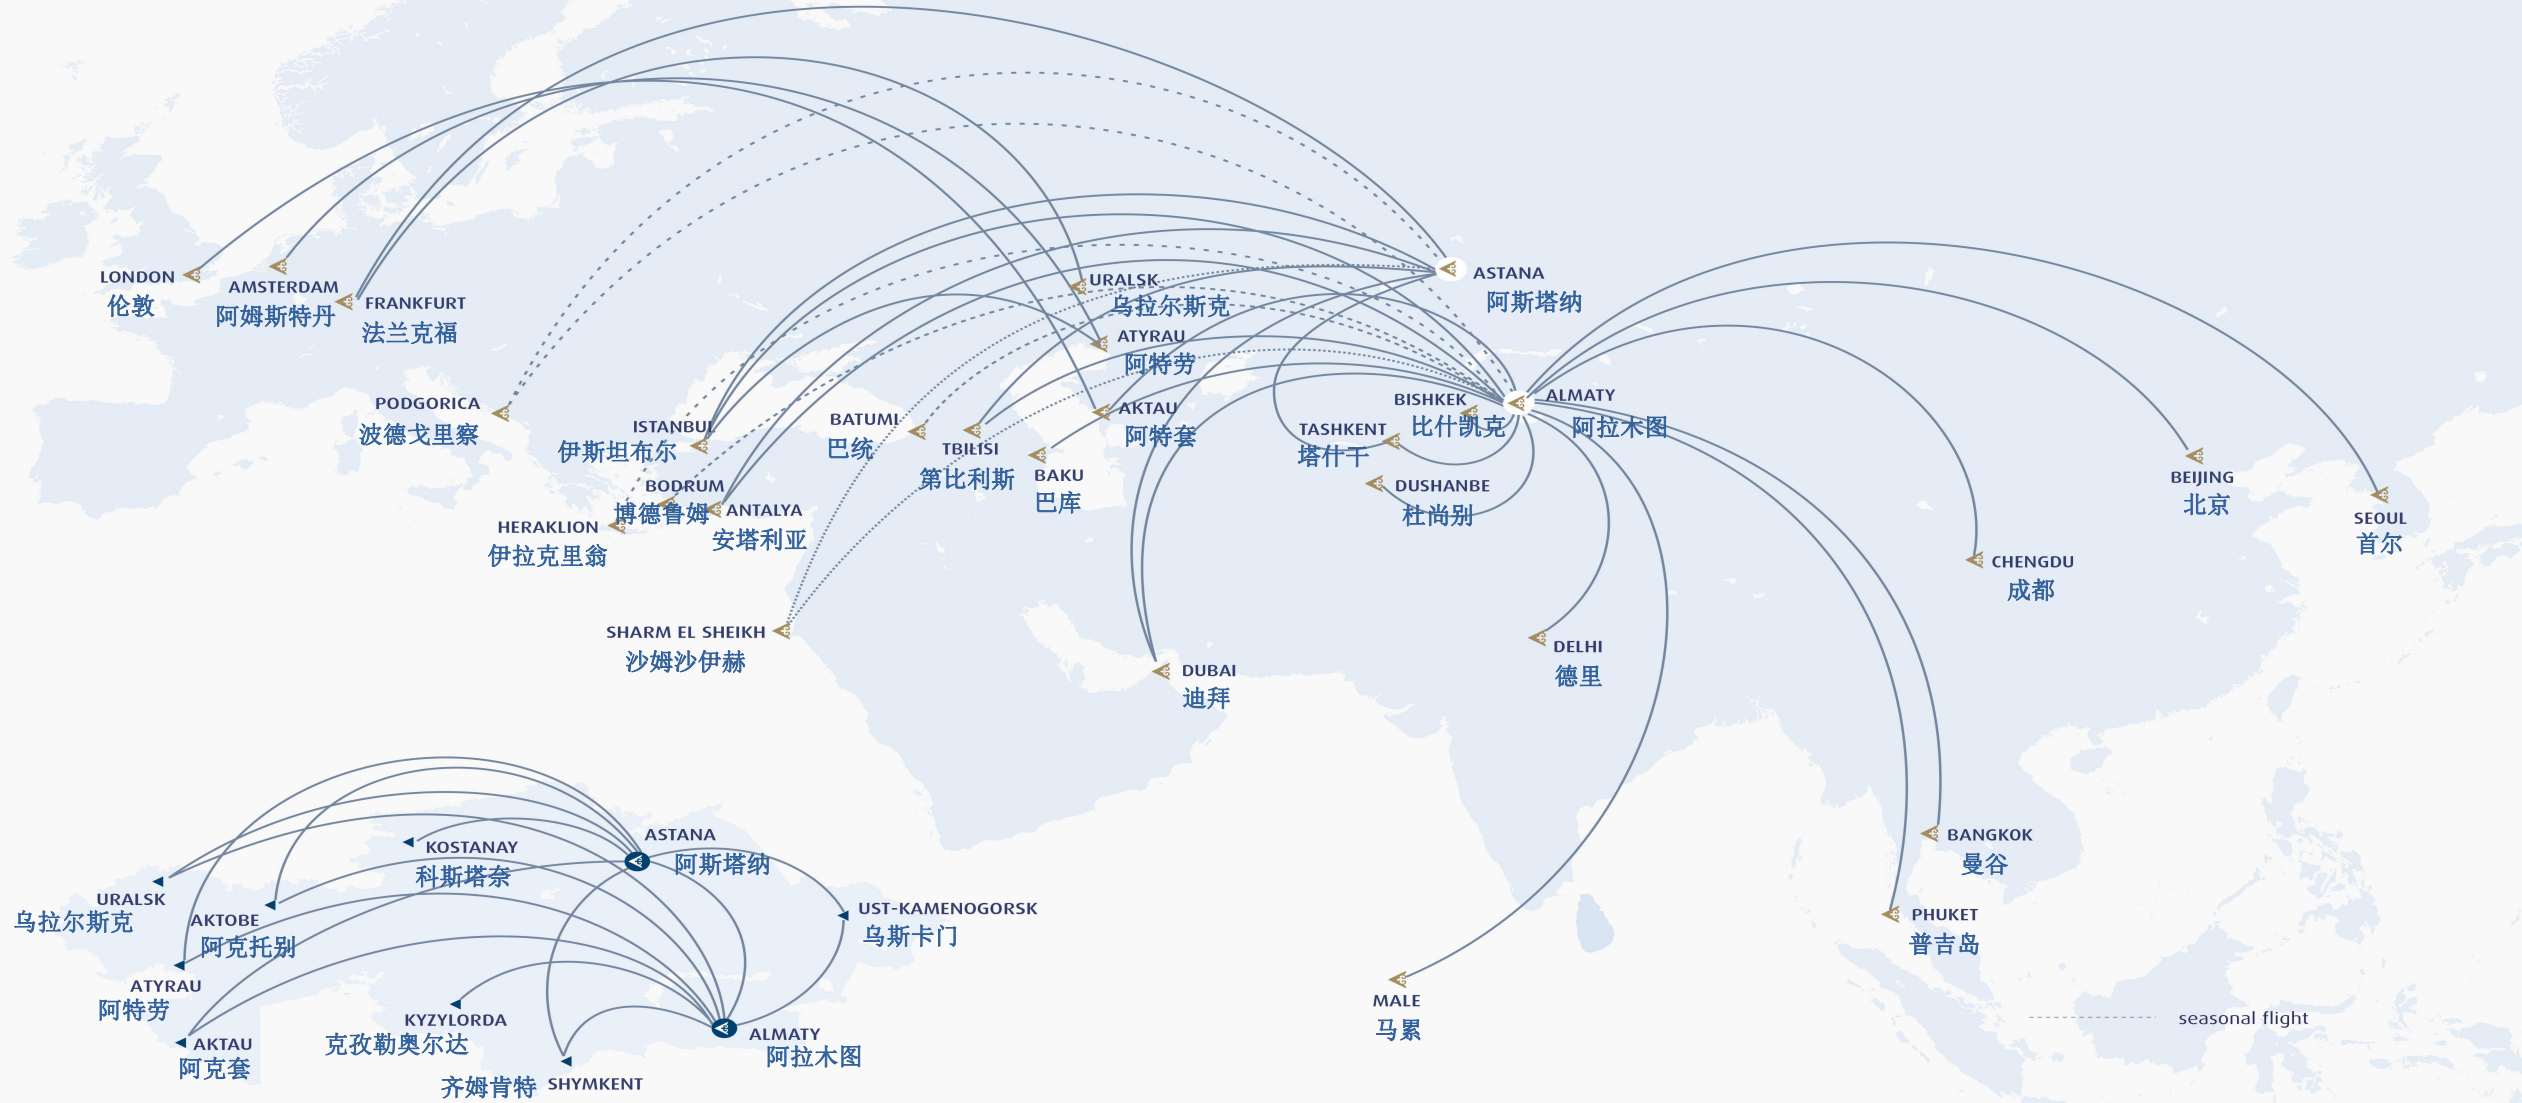 LONDON
伦敦
AMSTERDAM
阿姆斯特丹
FRANKFURT
法兰克福
URALSK
乌拉尔斯克
ASTANA
阿斯塔纳
ATYRAU
阿特劳
PODGORICA
波德戈里察
ISTANBUL
伊斯坦布尔
BATUMI
巴统
TBILISI
第比利斯
AKTAU
阿特套
BAKU
巴库
BISHKEK
比什凯克
ALMATY
阿拉木图
TASHKENT
塔什干
DUSHANBE
杜尚别
BODRUM
博德鲁姆
ANTALYA
安塔利亚
HERAKLION
伊拉克里翁
BEIJING
北京
SEOUL
首尔
CHENGDU
成都
SHARM EL SHEIKH
沙姆沙伊赫
DUBAI
迪拜
DELHI
德里
BANGKOK
曼谷
PHUKET
普吉岛
MALE
马累
seasonal flight
ASTANA
阿斯塔纳
KOSTANAY
科斯塔奈
URALSK
乌拉尔斯克
AKTOBE
阿克托别
UST-KAMENOGORSK
乌斯卡门
ATYRAU
阿特劳
KYZYLORDA
克孜勒奥尔达
AKTAU
阿克套
ALMATY
阿拉木图
齐姆肯特 SHYMKENT